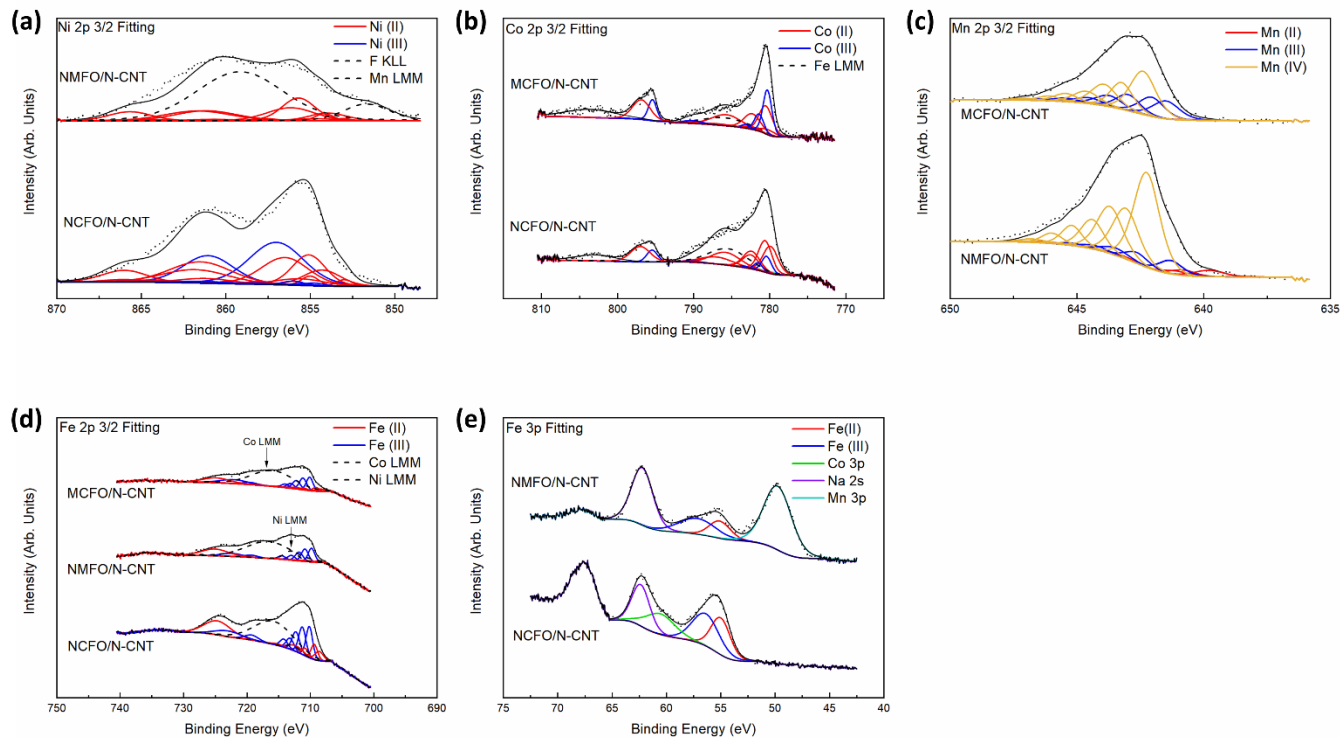 (a)
Ni 2p 3/2 Fitting
Ni (II)
Ni (III)
F KLL
Mn LMM
NMFO/N-CNT
NCFO/N-CNT
Intensity (Arb. Units)
870 865 860 855 850
Binding Energy (eV)
(b)
Co 2p 3/2 Fitting
Co (II)
Co (III)
Fe LMM
MCFO/N-CNT
NCFO/N-CNT
Intensity (Arb. Units)
810 800 790 780 770
Binding Energy (eV)
(c)
Mn 2p 3/2 Fitting
Mn (II)
Mn (III)
Mn (IV)
MCFO/N-CNT
NMFO/N-CNT
Intensity (Arb. Units)
650 645 640 635
Binding Energy (eV)
(d)
Fe 2p 3/2 Fitting
Fe (II)
Fe (III)
Co LMM
Ni LMM
Co LMM
MCFO/N-CNT
Ni LMM
NMFO/N-CNT
NCFO/N-CNT
Intensity (Arb. Units)
750 740 730 720 710 700 690
Binding Energy (eV)
(e)
Fe 3p Fitting
Fe(II)
Fe (III)
Co 3p
Na 2s
Mn 3p
NMFO/N-CNT
NCFO/N-CNT
Intensity (Arb. Units)
75 70 65 60 55 50 45 40
Binding Energy (eV)